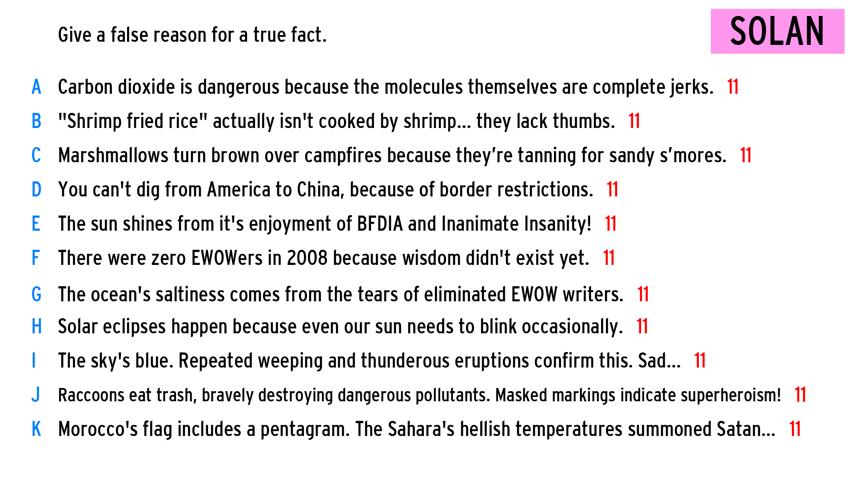 Give a false reason for a true fact.
SOLAN
A Carbon dioxide is dangerous because the molecules themselves are complete jerks. 11
B "Shrimp fried rice" actually isn't cooked by shrimp... they lack thumbs. 11
C Marshmallows turn brown over campfires because they’re tanning for sandy s’mores. 11
D You can't dig from America to China, because of border restrictions. 11
E The sun shines from it's enjoyment of BFDIA and Inanimate Insanity! 11
F There were zero EWOWers in 2008 because wisdom didn't exist yet. 11
G The ocean's saltiness comes from the tears of eliminated EWOW writers. 11
H Solar eclipses happen because even our sun needs to blink occasionally. 11
I The sky's blue. Repeated weeping and thunderous eruptions confirm this. Sad... 11
J Raccoons eat trash, bravely destroying dangerous pollutants. Masked markings indicate superheroism! 11
K Morocco's flag includes a pentagram. The Sahara's hellish temperatures summoned Satan... 11